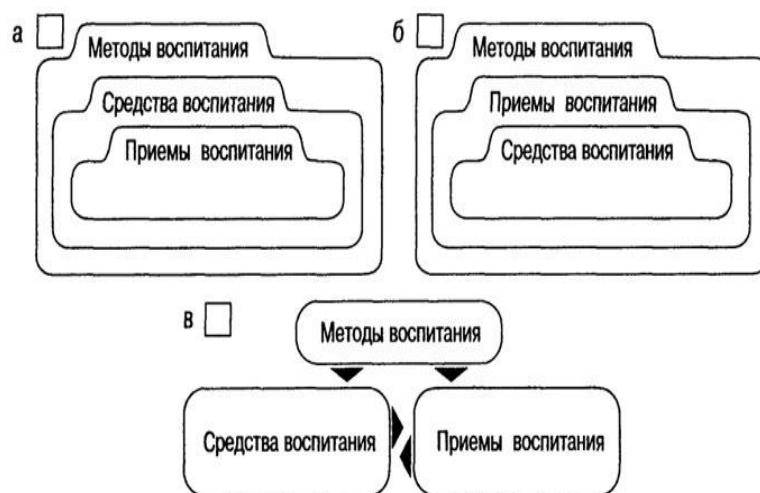 а
Методы воспитания
Средства воспитания
Приемы воспитания
б
Методы воспитания
Приемы воспитания
Средства воспитания
в
Методы воспитания
Средства воспитания
Приемы воспитания